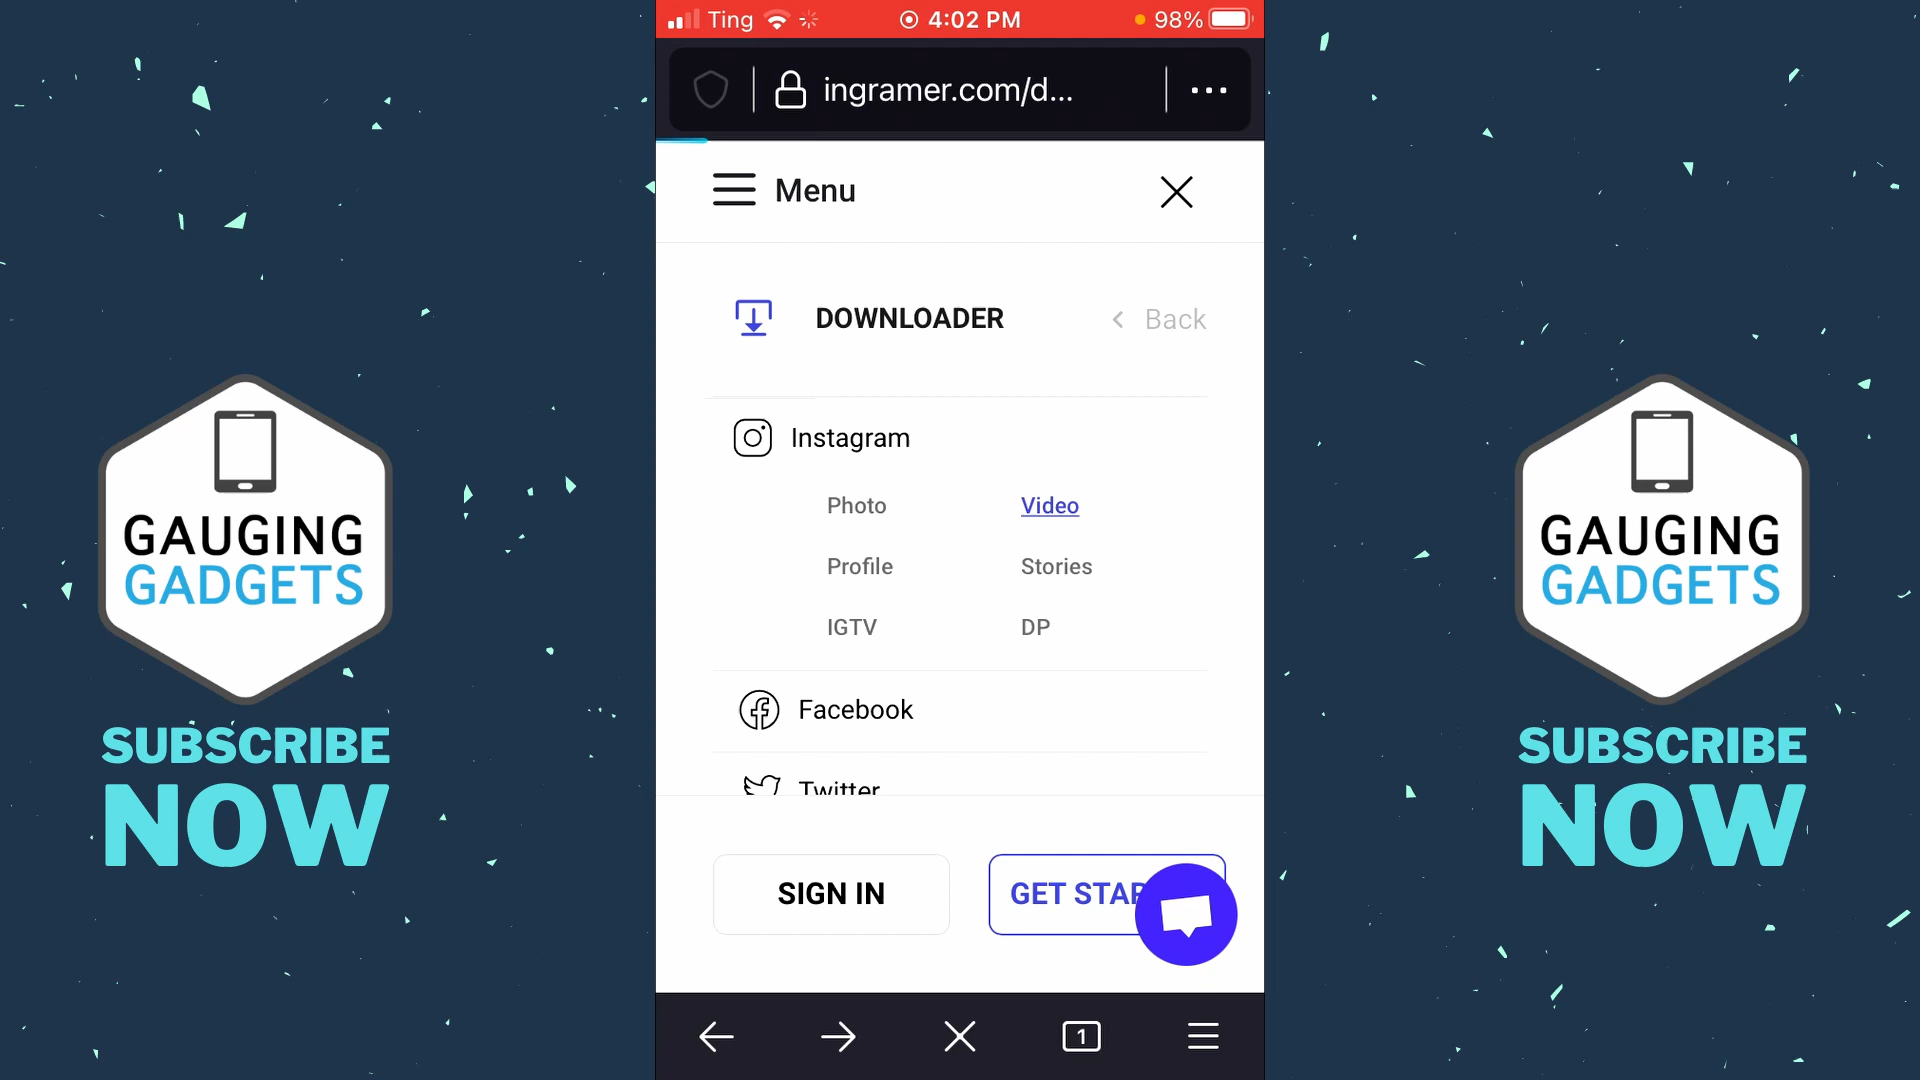 Ting
4:02 PM
98%
ingramer.com/d...
Menu
DOWNLOADER
Back
Instagram
Photo
Video
Profile
Stories
IGTV
DP
Facebook
Twitter
SIGN IN
GET STAR
1
GAUGING
GADGETS
SUBSCRIBE
NOW
GAUGING
GADGETS
SUBSCRIBE
NOW